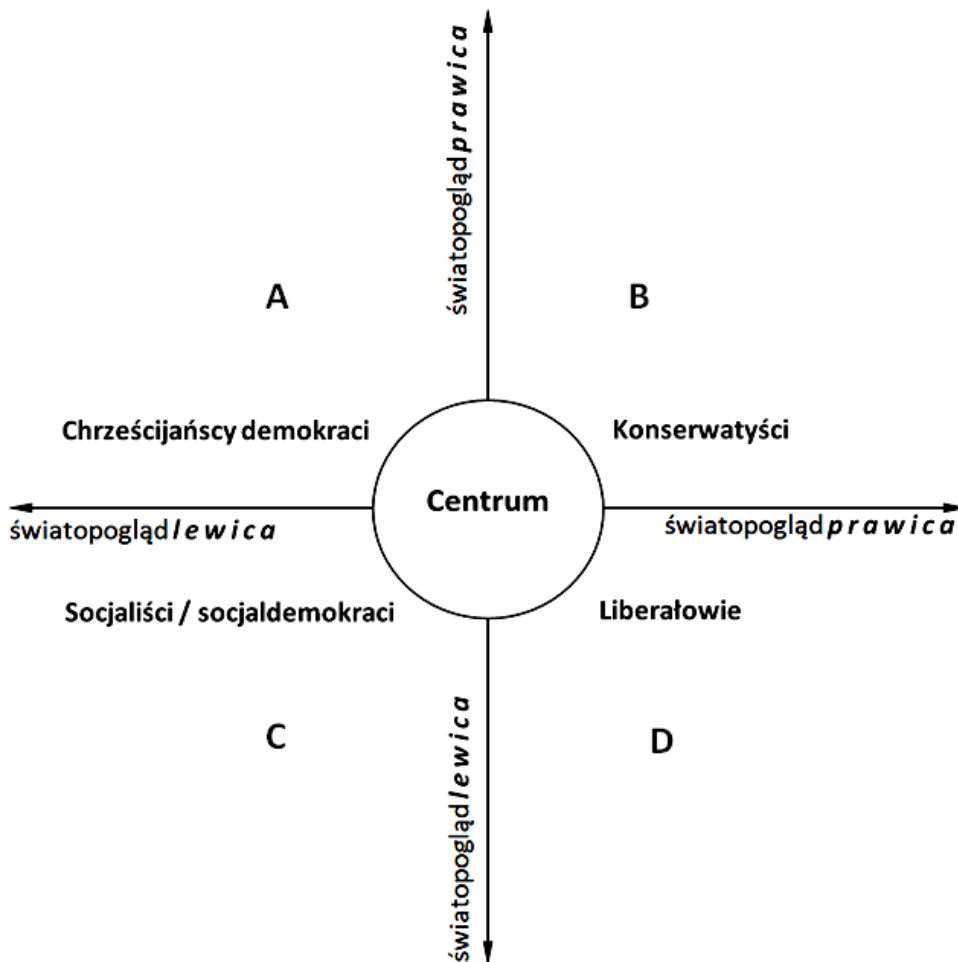 światopogląd prawica
A
B
Chrześcijańscy demokraci
Konserwatyści
Centrum
światopogląd lewica
światopogląd prawica
Socjaliści / socjaldemokraci
Liberałowie
światopogląd lewica
C
D